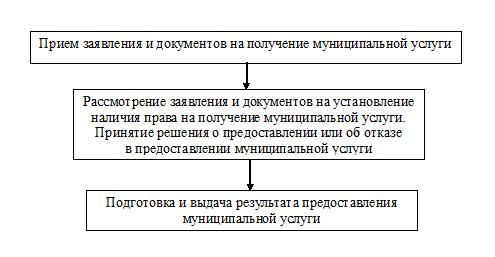 Прием заявления и документов на получение муниципальной услуги
Рассмотрение заявления и документов на установление
наличия права на получение муниципальной услуги.
Принятие решения о предоставлении или об отказе
в предоставлении муниципальной услуги
Подготовка и выдача результата предоставления
муниципальной услуги